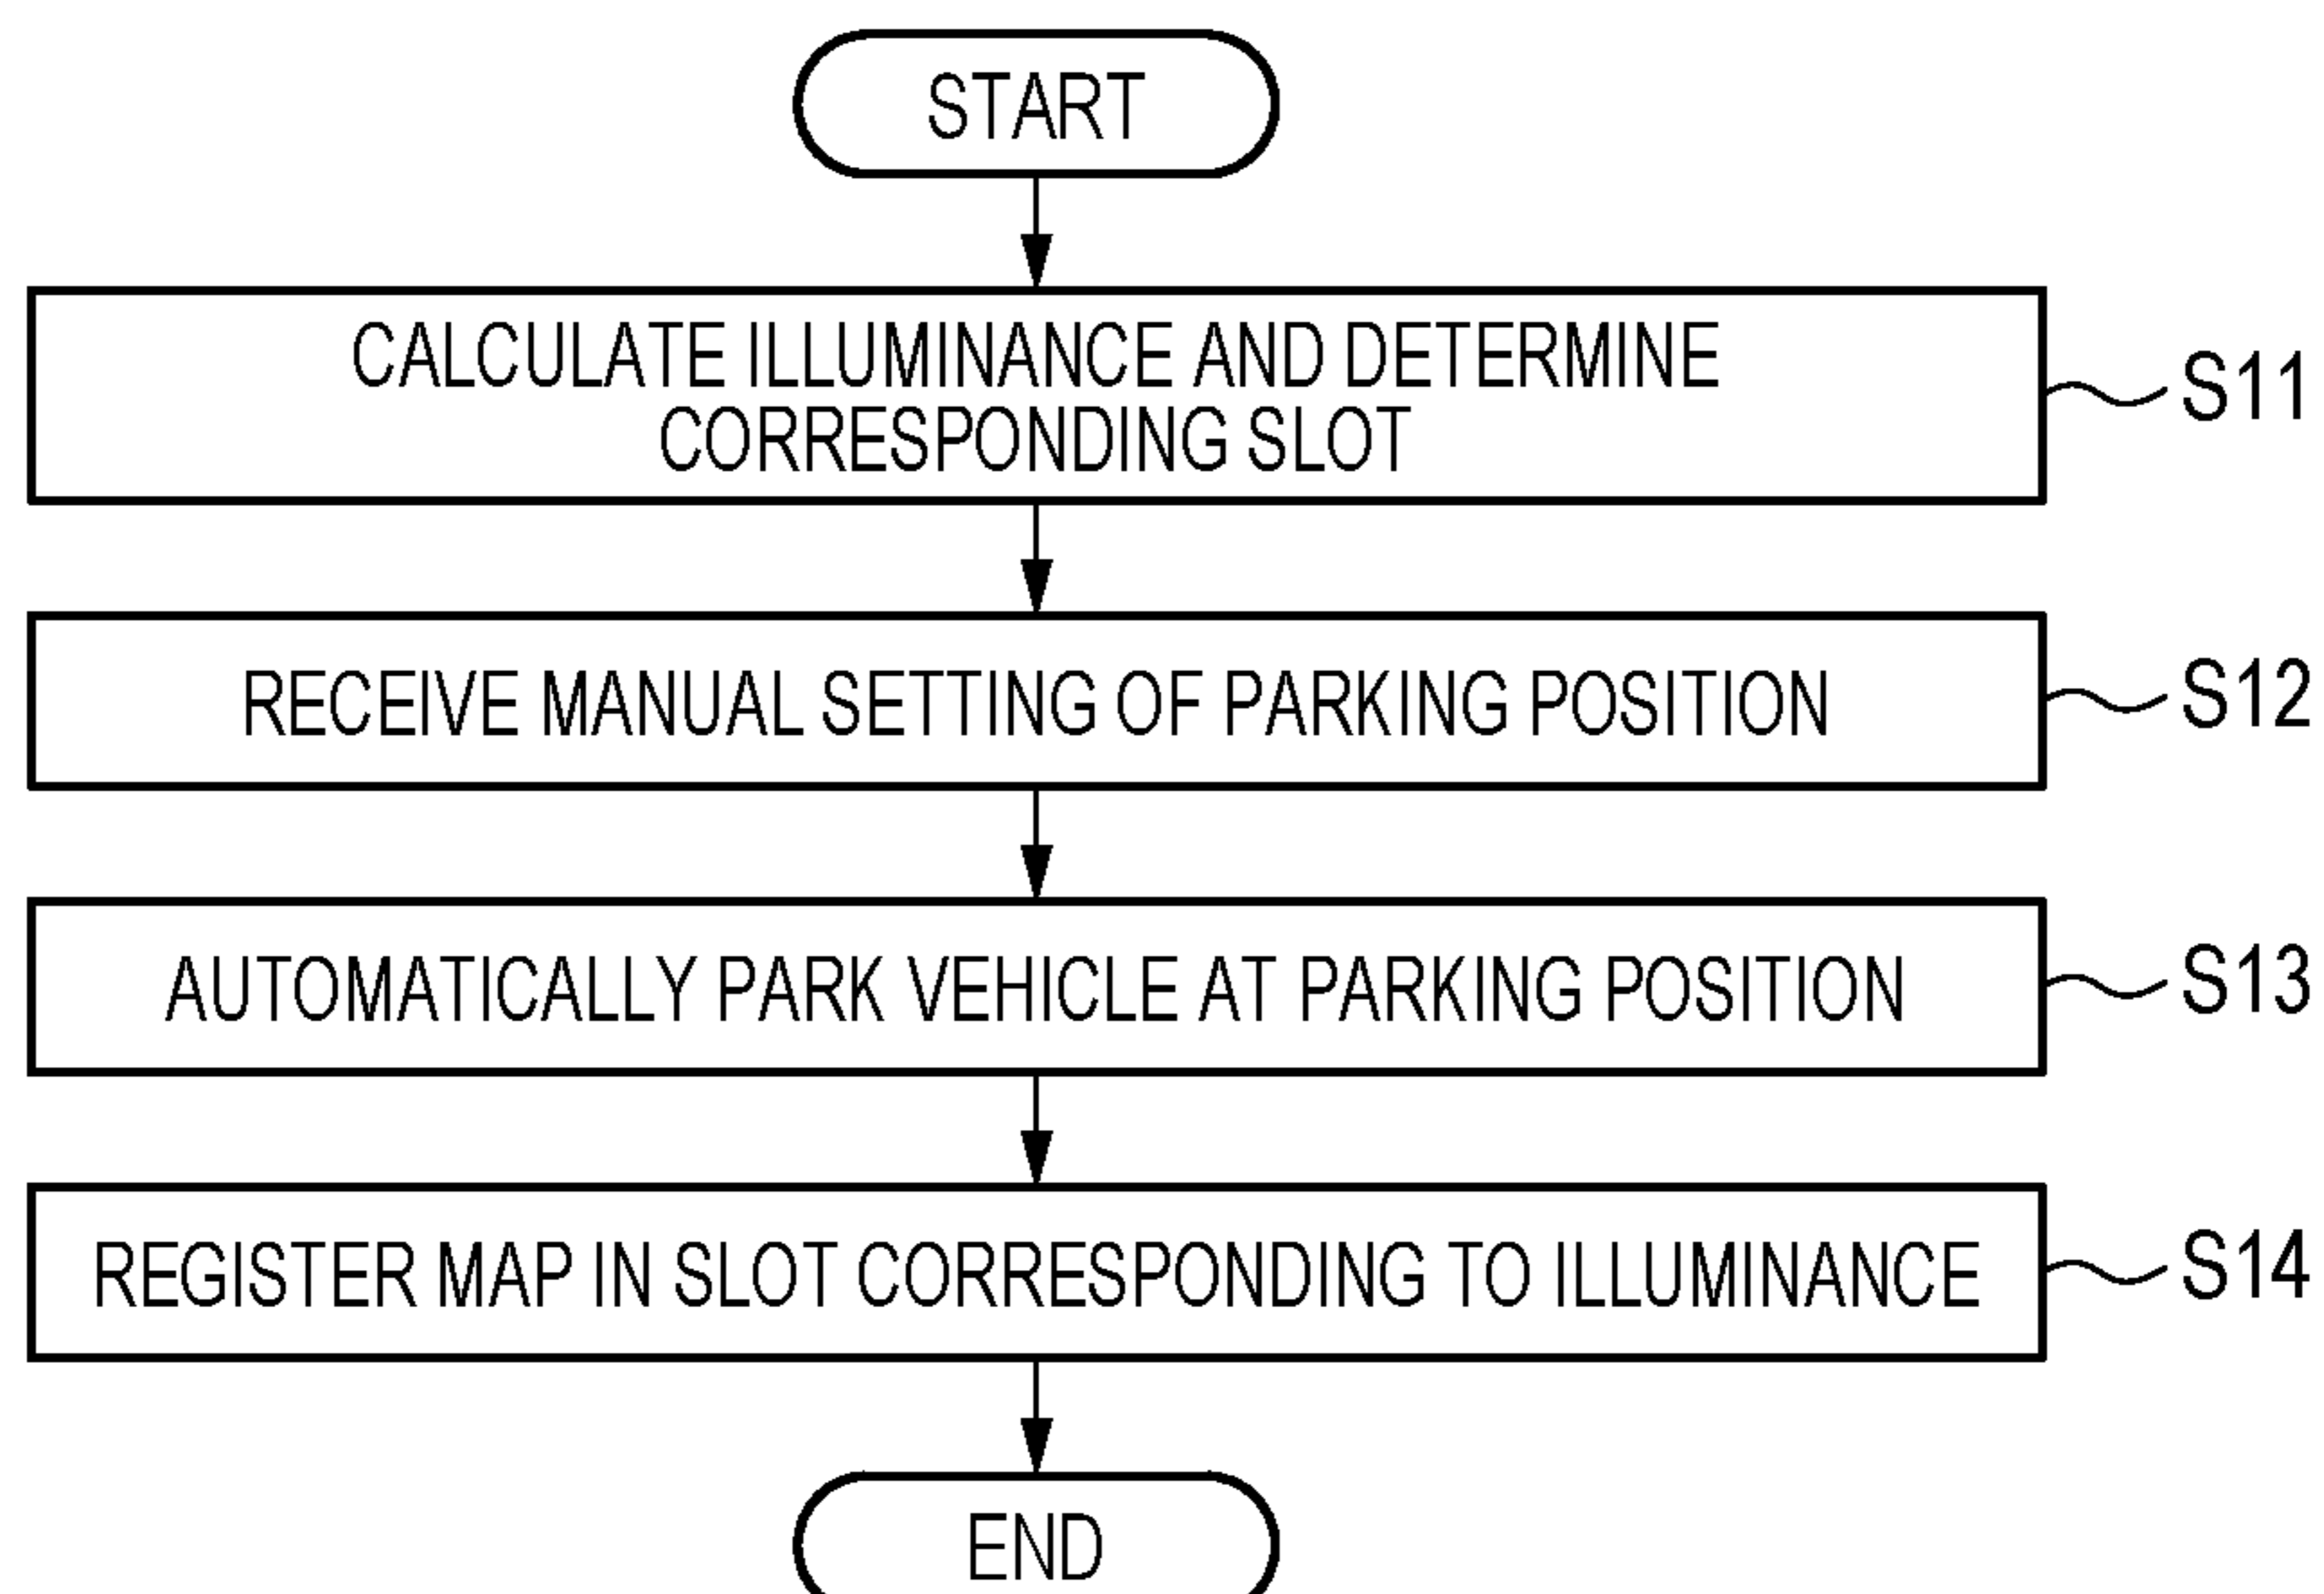 START
CALCULATE ILLUMINANCE AND DETERMINE
CORRESPONDING SLOT
S11
RECEIVE MANUAL SETTING OF PARKING POSITION
S12
AUTOMATICALLY PARK VEHICLE AT PARKING POSITION
S13
REGISTER MAP IN SLOT CORRESPONDING TO ILLUMINANCE
S14
END